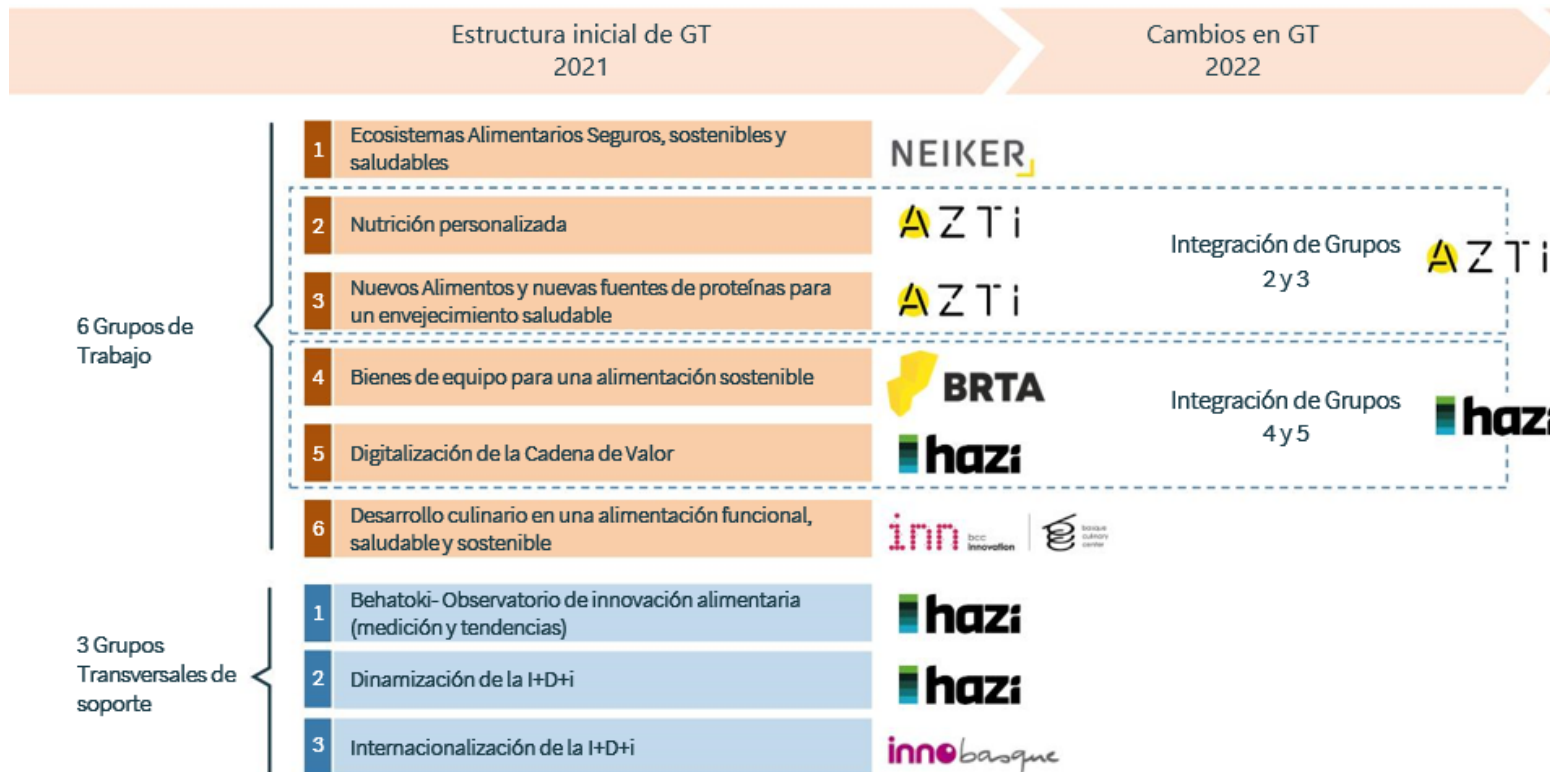 Estructura inicial de GT
2021
Cambios en GT
2022
6 Grupos de
Trabajo
1
Ecosistemas Alimentarios Seguros, sostenibles y
saludables
NEIKER
2
Nutrición personalizada
AZTi
3
Nuevos Alimentos y nuevas fuentes de proteínas para
un envejecimiento saludable
AZTi
Integración de Grupos
2 y 3
AZTi
4
Bienes de equipo para una alimentación sostenible
BRTA
5
Digitalización de la Cadena de Valor
hazi
Integración de Grupos
4 y 5
hazi
6
Desarrollo culinario en una alimentación funcional,
saludable y sostenible
inn
bcc
innovation
basque
culinary
center
3 Grupos
Transversales de
soporte
1
Behatoki- Observatorio de innovación alimentaria
(medición y tendencias)
hazi
2
Dinamización de la I+D+i
hazi
3
Internacionalización de la I+D+i
innobasque